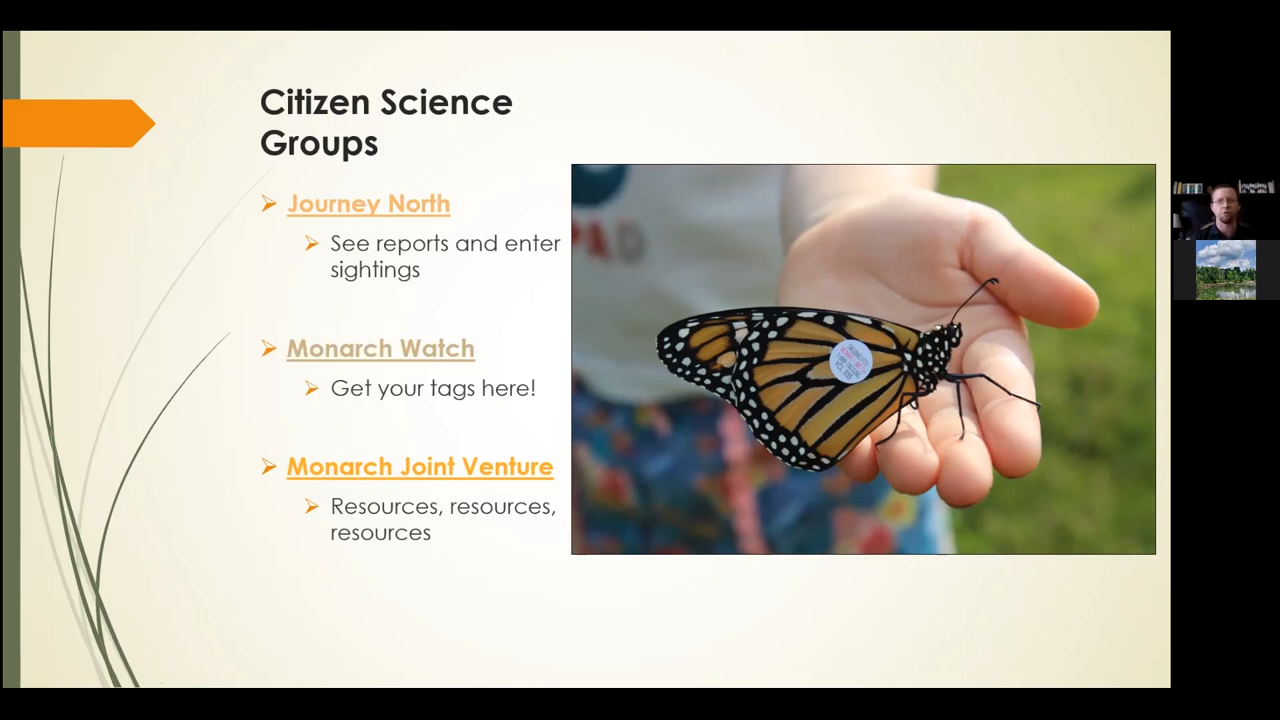 Citizen Science
Groups
Journey North
See reports and enter
sightings
Monarch Watch
Get your tags here!
Monarch Joint Venture
Resources, resources,
resources